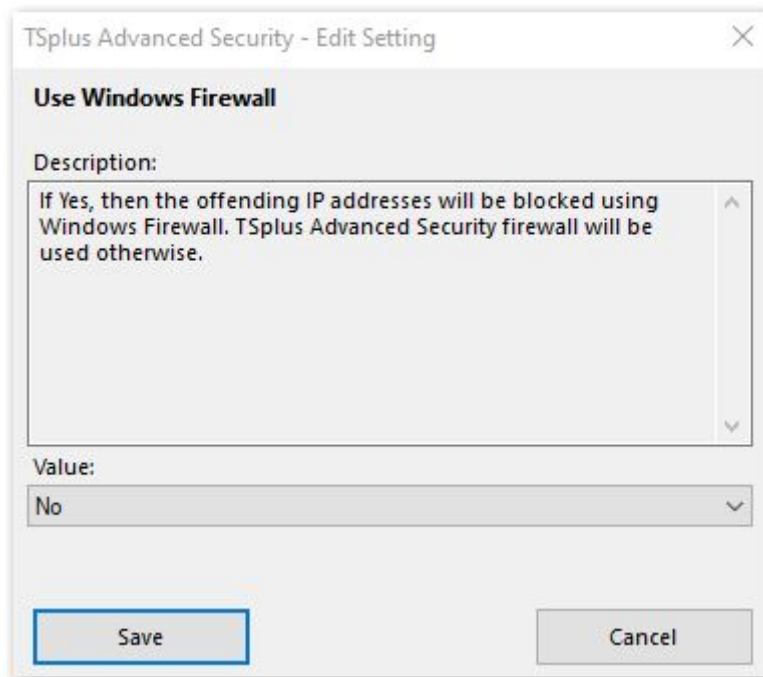 TSplus Advanced Security - Edit Setting
Use Windows Firewall
Description:
If Yes, then the offending IP addresses will be blocked using
Windows Firewall. TSplus Advanced Security firewall will be
used otherwise.
Value:
No
Save
Cancel